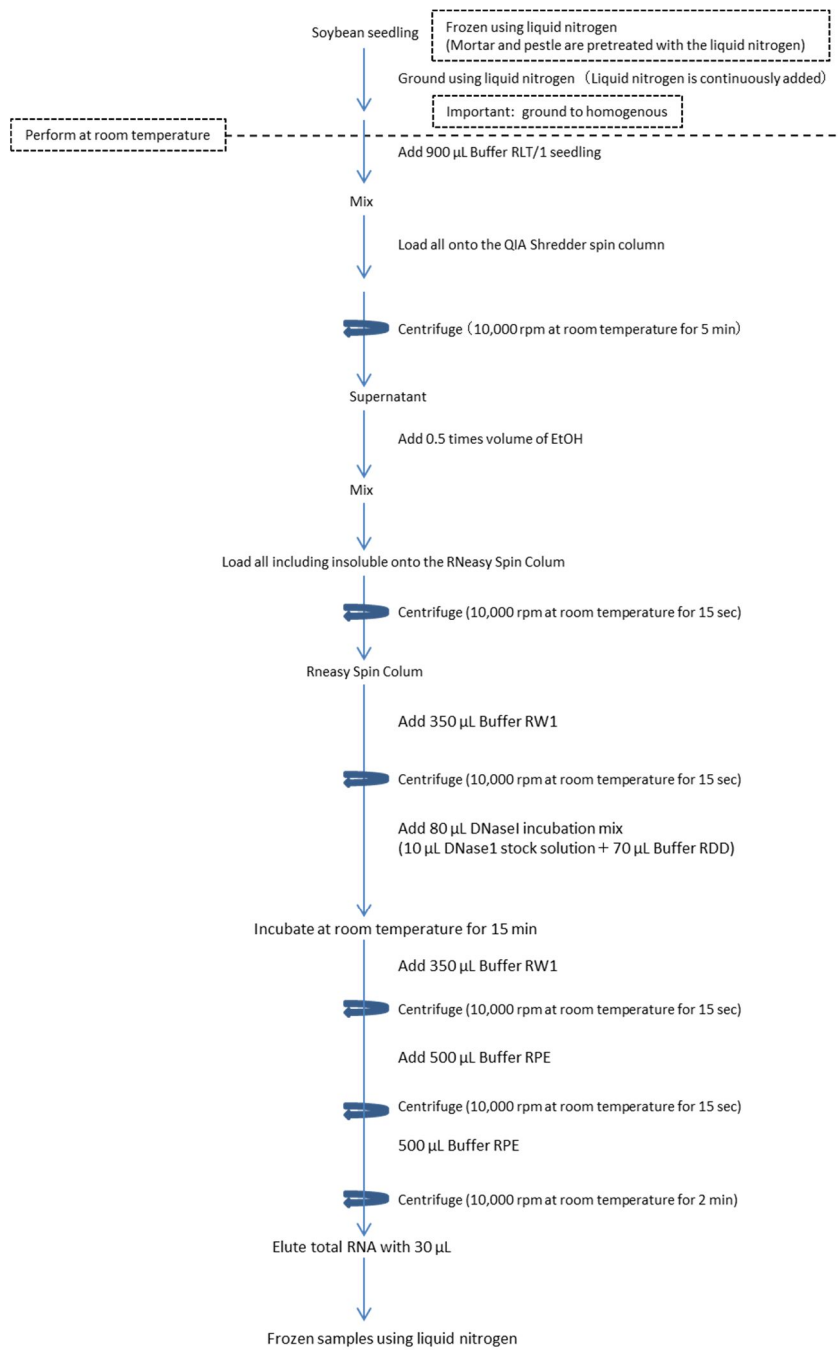 Soybean seedling
Frozen using liquid nitrogen
(Mortar and pestle are pretreated with the liquid nitrogen)
Ground using liquid nitrogen （Liquid nitrogen is continuously added）
Important: ground to homogenous
Perform at room temperature
Add 900 µL Buffer RLT/1 seedling
Mix
Load all onto the QIA Shredder spin column
Centrifuge（10,000 rpm at room temperature for 5 min）
Supernatant
Add 0.5 times volume of EtOH
Mix
Load all including insoluble onto the RNeasy Spin Colum
Centrifuge (10,000 rpm at room temperature for 15 sec)
Rneasy Spin Colum
Add 350 µL Buffer RW1
Centrifuge (10,000 rpm at room temperature for 15 sec)
Add 80 µL DNaseI incubation mix
(10 µL DNase1 stock solution + 70 µL Buffer RDD)
Incubate at room temperature for 15 min
Add 350 µL Buffer RW1
Centrifuge (10,000 rpm at room temperature for 15 sec)
Add 500 µL Buffer RPE
Centrifuge (10,000 rpm at room temperature for 15 sec)
500 µL Buffer RPE
Centrifuge (10,000 rpm at room temperature for 2 min)
Elute total RNA with 30 µL
Frozen samples using liquid nitrogen